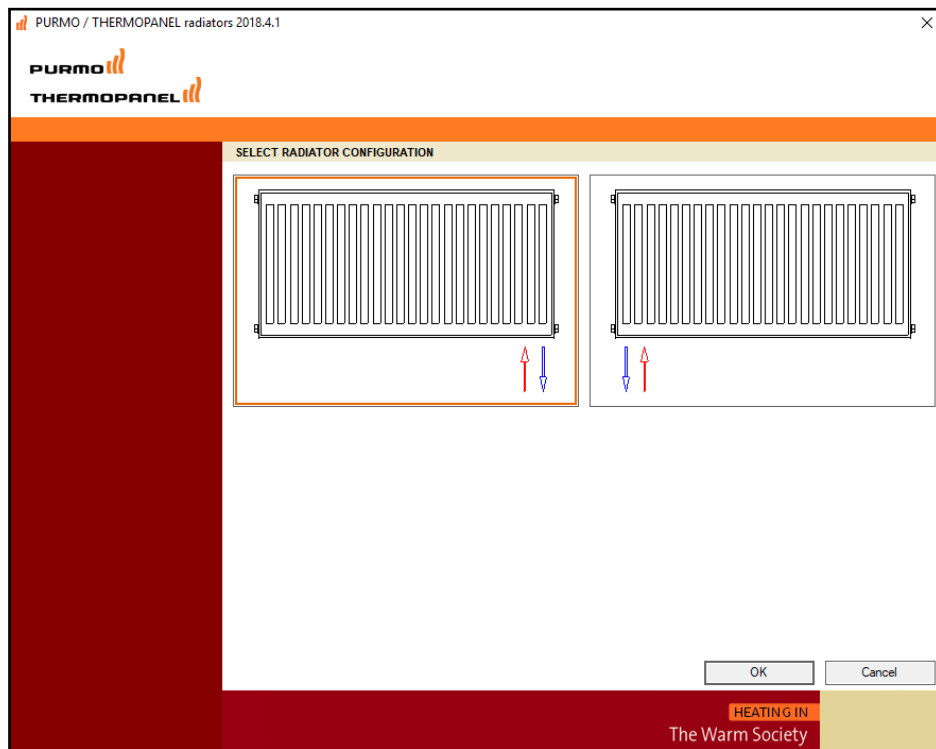 PURMO / THERMOPANEL radiators 2018.4.1
PURMO
THERMOPANEL
SELECT RADIATOR CONFIGURATION
OK
Cancel
HEATING IN
The Warm Society